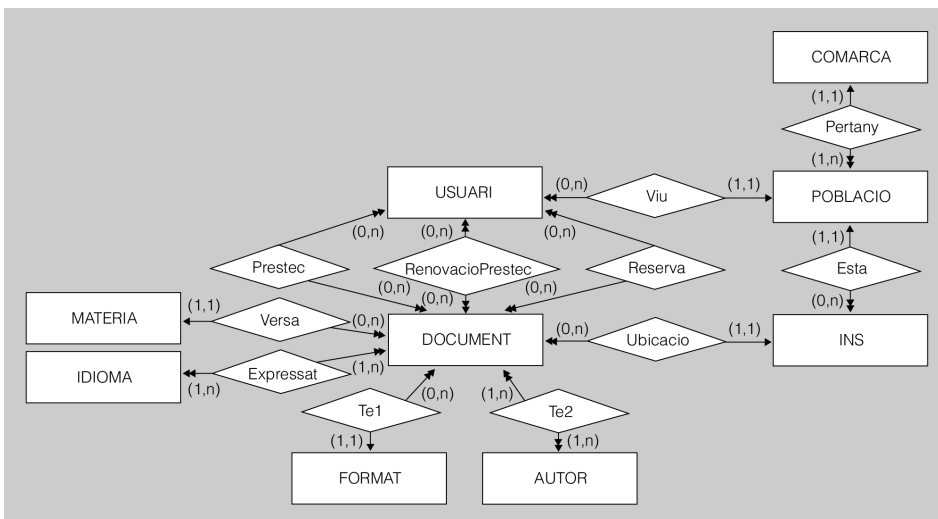 COMARCA
(1,1)
Pertany
(1,n)
USUARI
(0,n)
Viu
(1,1)
POBLACIO
(0,n)
(0,n)
(0,n)
(1,1)
Prestec
RenovacioPrestec
Reserva
Esta
(0,n)
(0,n)
(0,n)
(0,n)
MATERIA
(1,1)
Versa
(0,n)
DOCUMENT
(0,n)
Ubicacio
(1,1)
INS
IDIOMA
(1,n)
Expressat
(1,n)
(0,n)
(1,n)
Te1
Te2
(1,1)
(1,n)
FORMAT
AUTOR